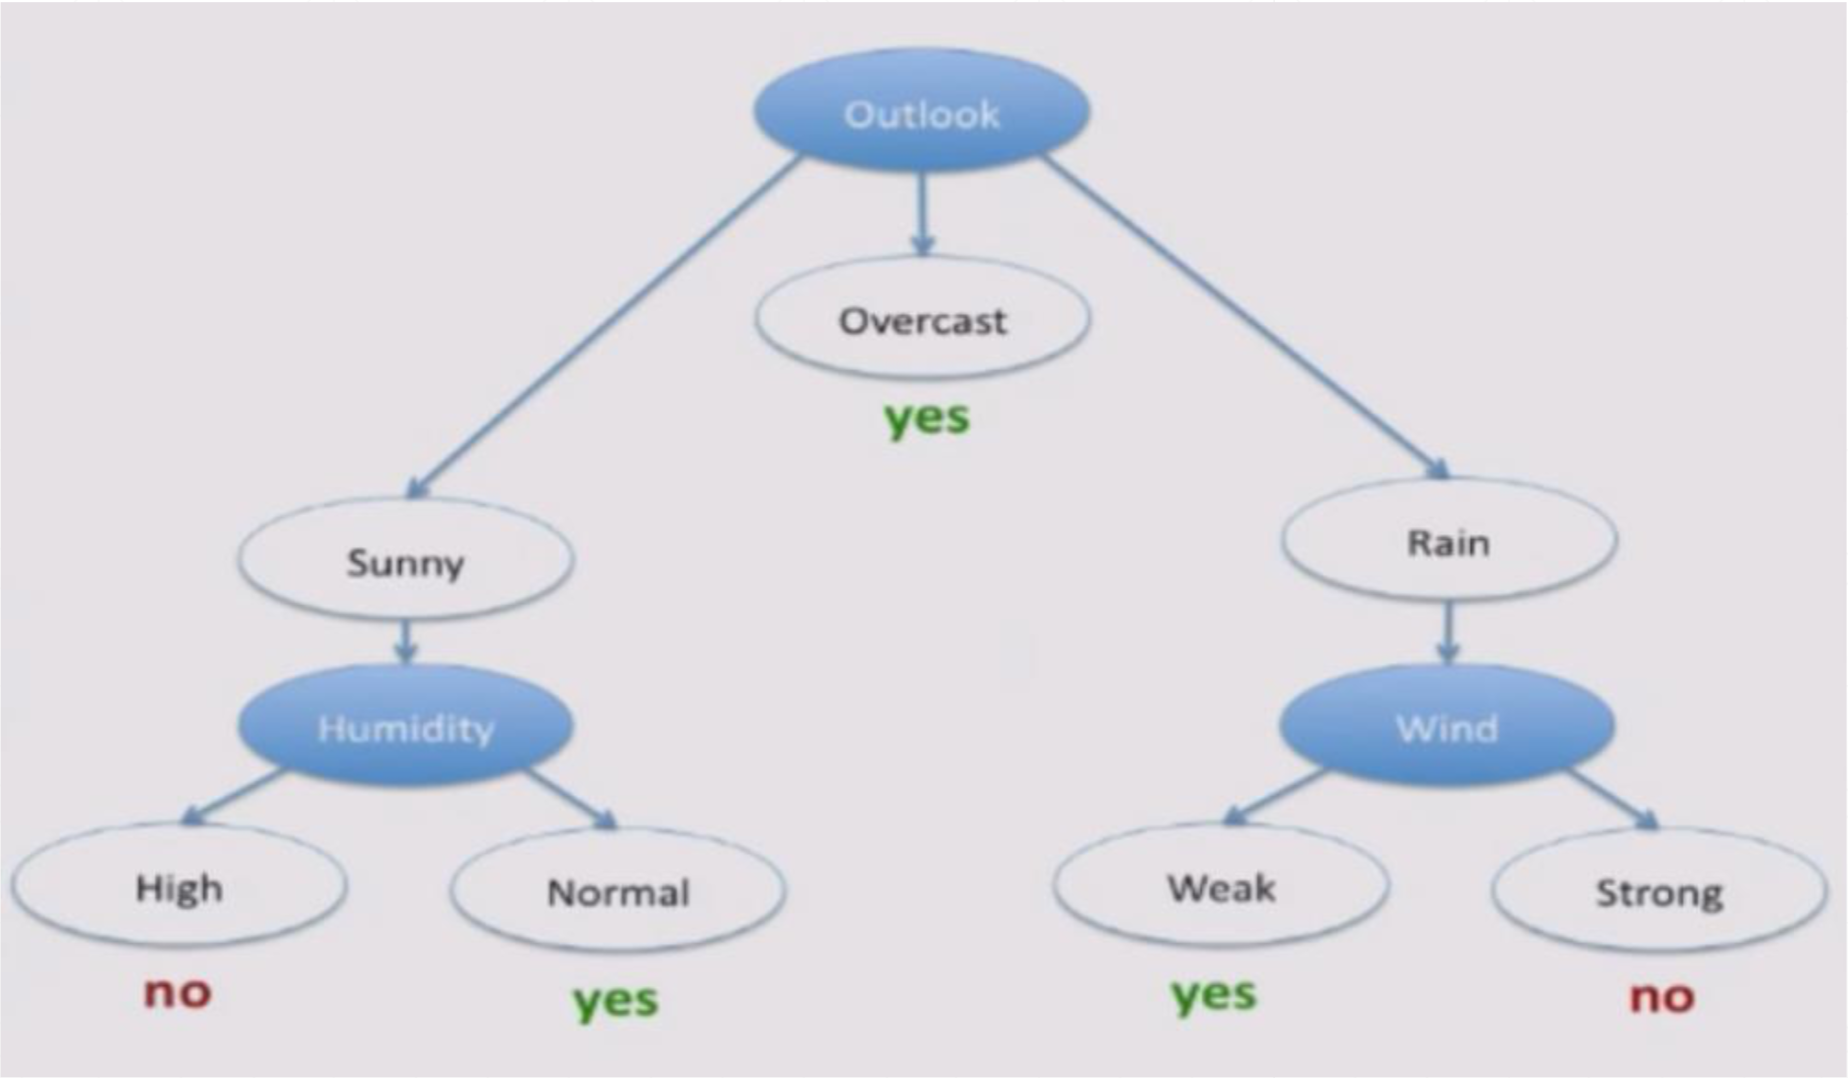 Outlook
Overcast
yes
Sunny
Rain
Humidity
Wind
High
Normal
Weak
Strong
no
yes
yes
no